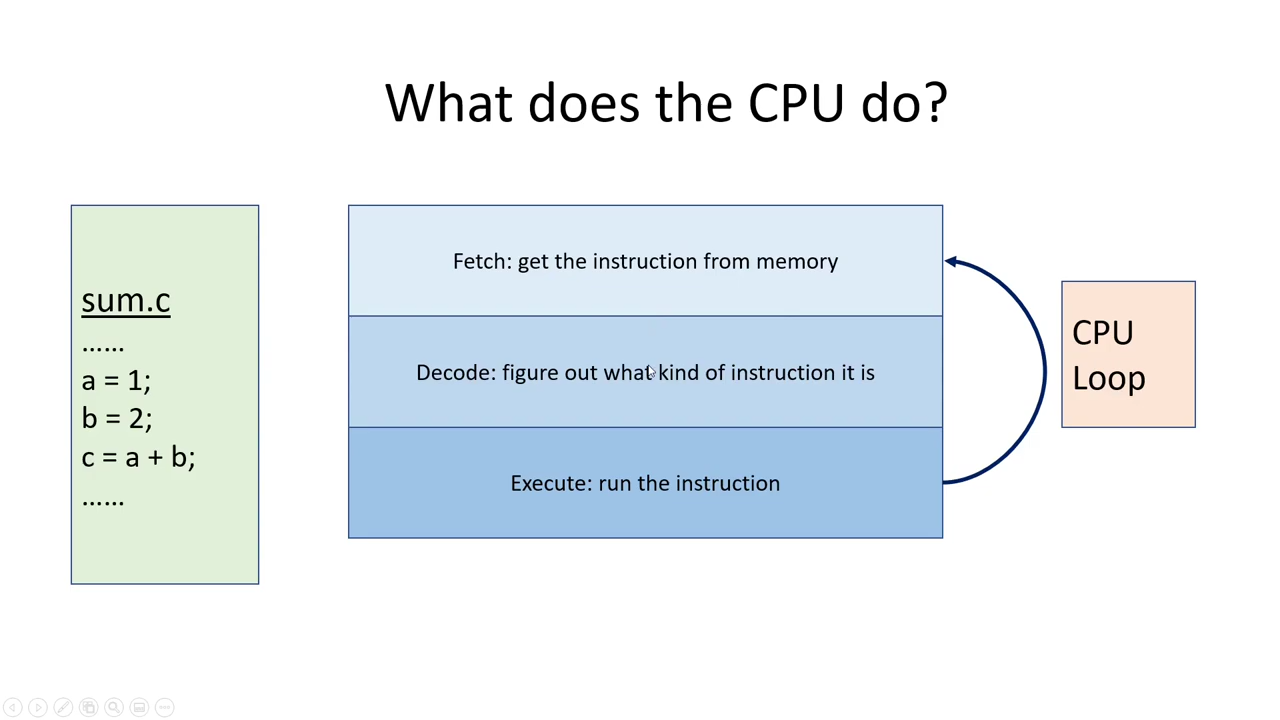 What does the CPU do?
sum.c
......
a = 1;
b = 2;
c = a + b;
......
Fetch: get the instruction from memory
Decode: figure out what kind of instruction it is
Execute: run the instruction
CPU
Loop